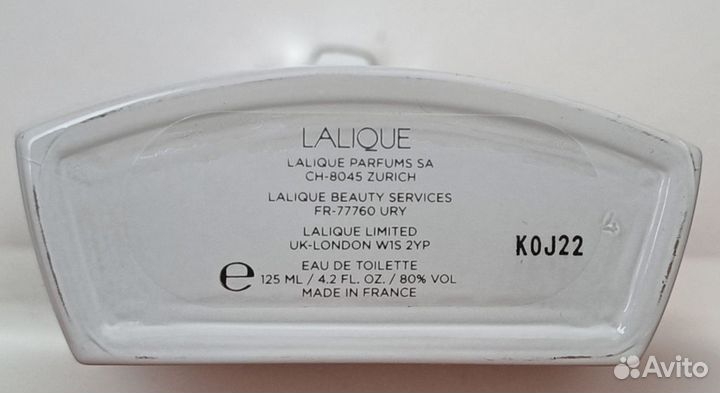 LALIQUE
LALIQUE PARFUMS SA
CH-8045 ZURICH
LALIQUE BEAUTY SERVICES
FR-77760 URY
LALIQUE LIMITED
UK-LONDON W1S 2YP
EAU DE TOILETTE
℮ 125 ML / 4.2 FL. OZ. / 80% VOL
MADE IN FRANCE
K0J22
Avito